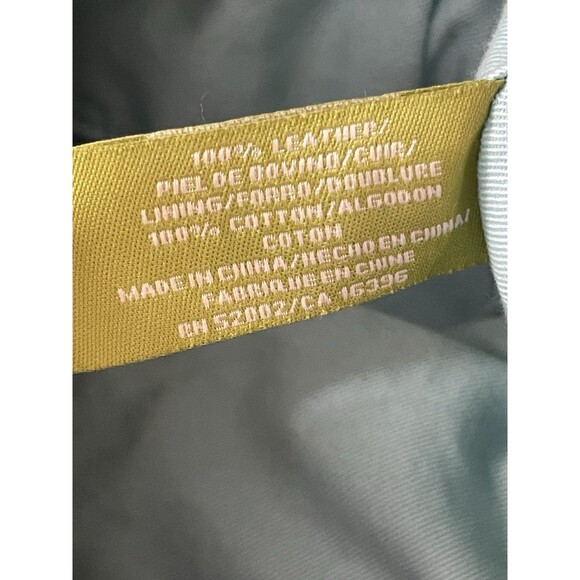 100% LEATHER/
PIEL DE BOVINO/CUIR/
LINING/FORRO/DOUBLURE
100% COTTON/ALGODON
COTON
MADE IN CHINA/HECHO EN CHINA/
FABRIQUE EN CHINE
RN 52002/CA 15395